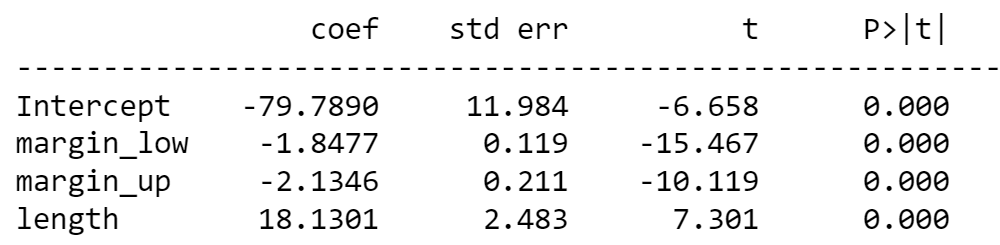 coef std err t P>|t|
---------------------------------------------------------
Intercept -79.7890 11.984 -6.658 0.000
margin_low -1.8477 0.119 -15.467 0.000
margin_up -2.1346 0.211 -10.119 0.000
length 18.1301 2.483 7.301 0.000